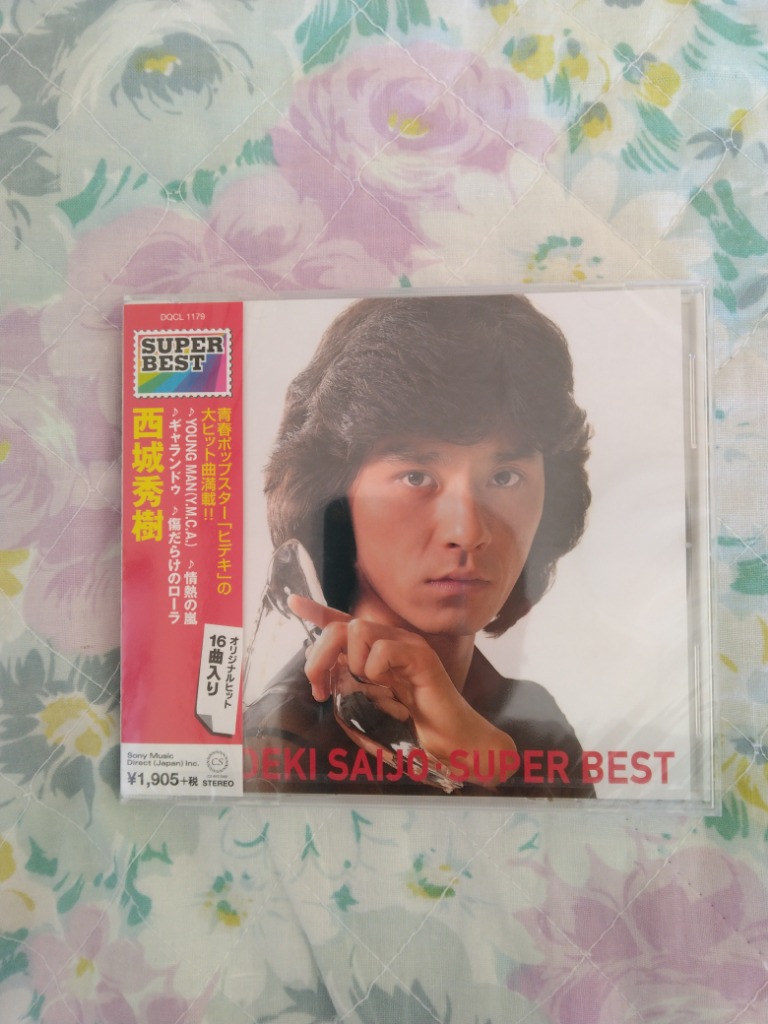 DQCL 1179
SUPER
BEST
青春ポップスター「ヒデキ」の
大ヒット曲満載!!
♪YOUNG MAN(Y.M.C.A.) ♪情熱の嵐
♪ギャランドゥ ♪傷だらけのローラ
西城秀樹
オリジナルヒット
16曲入り
Sony Music
Direct (Japan) Inc.
¥1,905+税
CS
STEREO
DEKI SAIJO・SUPER BEST